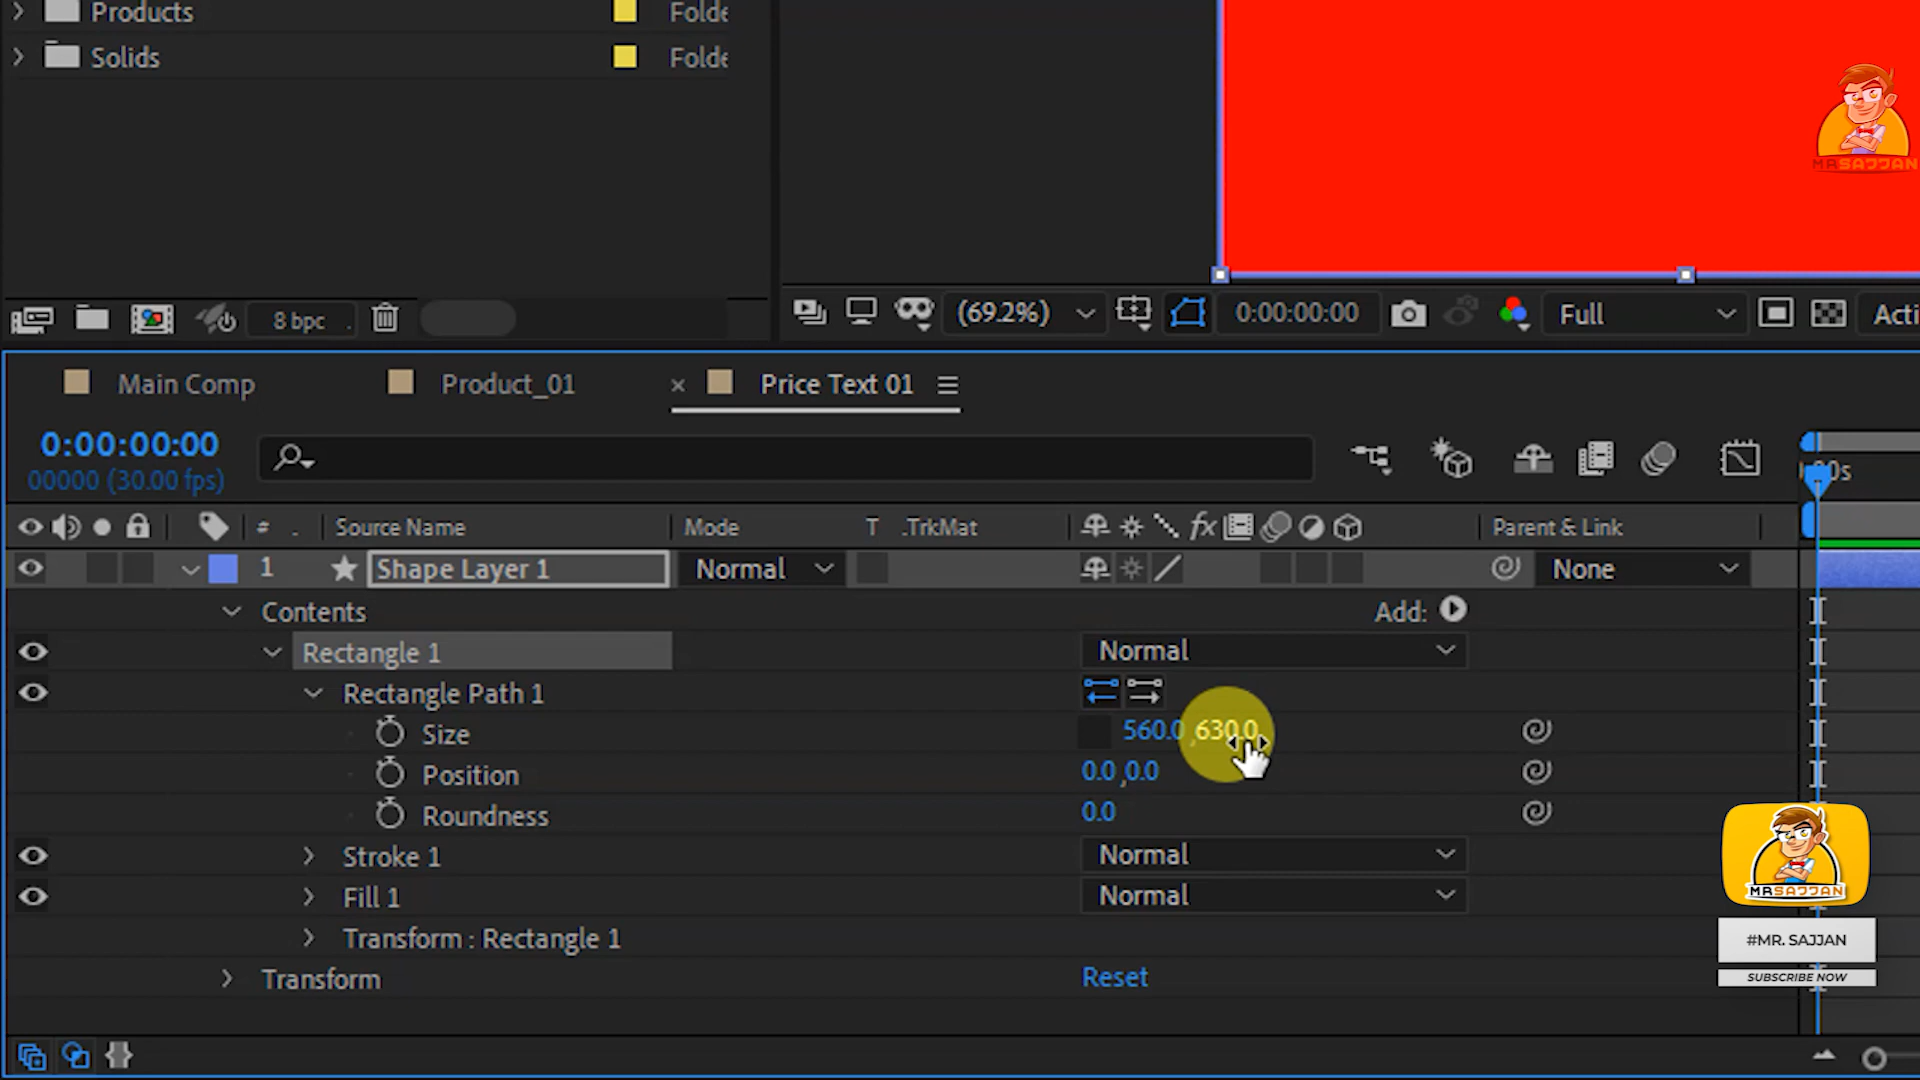 Products Folde
Solids Folde
MRSAJJAN
8 bpc
(69.2%) 0:00:00:00 Full Acti
Main Comp Product_01 × Price Text 01
0:00:00:00
00000 (30.00 fps)
:00s
# . Source Name Mode T .TrkMat fx Parent & Link
1 Shape Layer 1 Normal None
Contents Add:
Rectangle 1 Normal
Rectangle Path 1
Size 560.0 ,630.0
Position 0.0 ,0.0
Roundness 0.0
Stroke 1 Normal
Fill 1 Normal
Transform : Rectangle 1
Transform Reset
MRSAJJAN
#MR. SAJJAN
SUBSCRIBE NOW